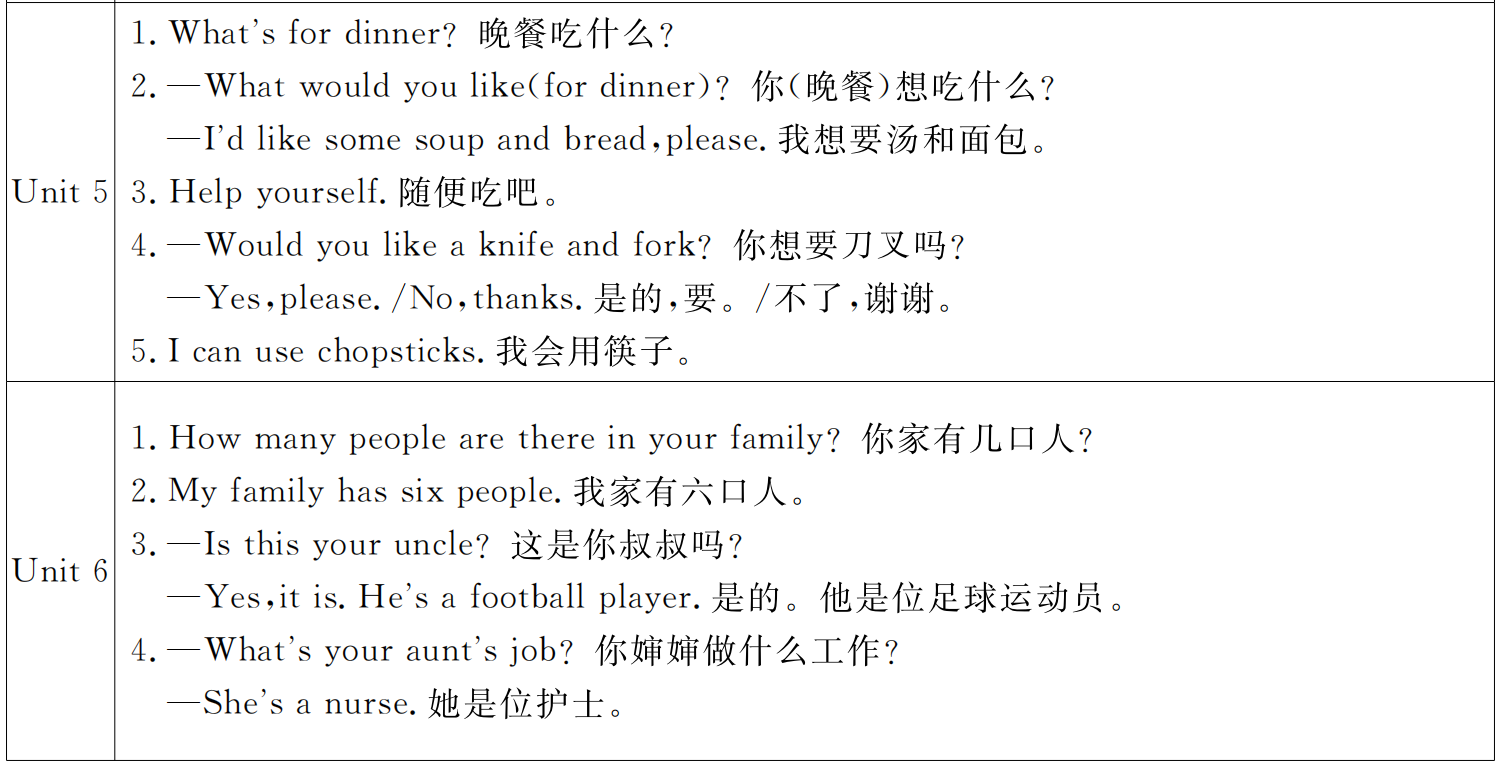 Unit 5
1. What's for dinner? 晚餐吃什么?
2. —What would you like(for dinner)? 你(晚餐)想吃什么?
—I'd like some soup and bread,please. 我想要汤和面包。
3. Help yourself. 随便吃吧。
4. —Would you like a knife and fork? 你想要刀叉吗?
—Yes,please. /No,thanks. 是的,要。/不了,谢谢。
5. I can use chopsticks. 我会用筷子。
Unit 6
1. How many people are there in your family? 你家有几口人?
2. My family has six people. 我家有六口人。
3. —Is this your uncle? 这是你叔叔吗?
—Yes,it is. He's a football player. 是的。他是位足球运动员。
4. —What's your aunt's job? 你婶婶做什么工作?
—She's a nurse. 她是位护士。